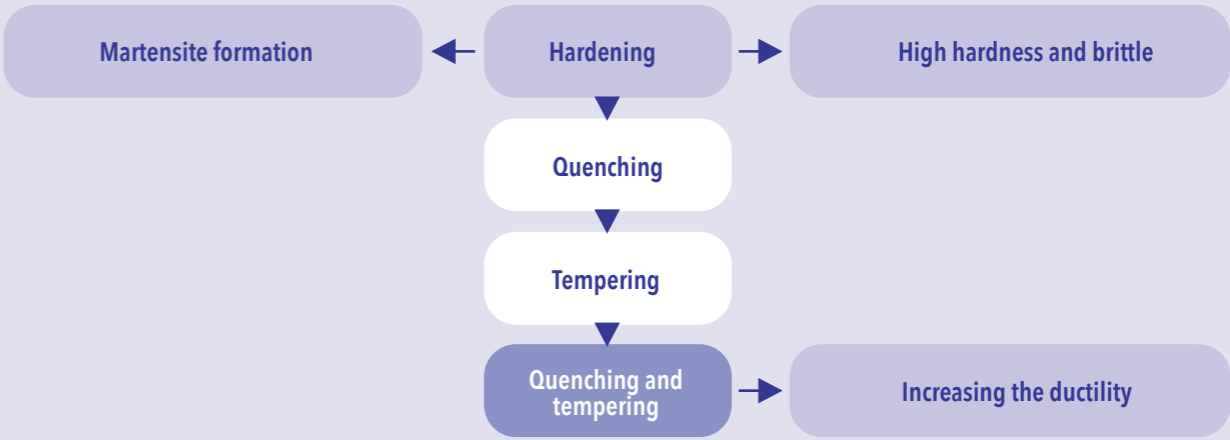 Martensite formation
Hardening
High hardness and brittle
Quenching
Tempering
Quenching and
tempering
Increasing the ductility